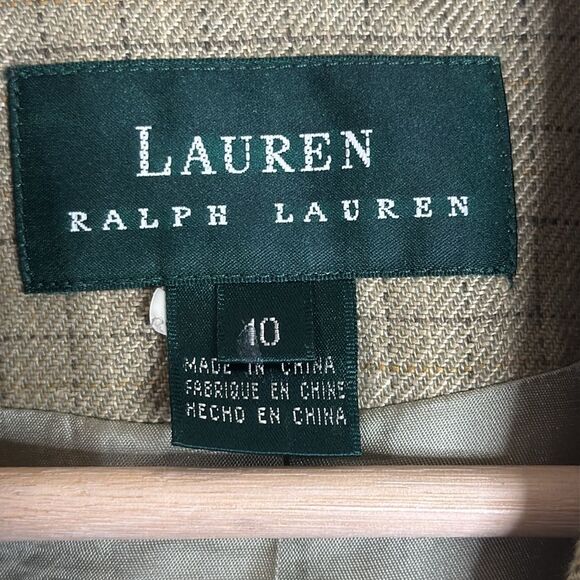 LAUREN
RALPH LAUREN
10
MADE IN CHINA
FABRIQUE EN CHINE
HECHO EN CHINA